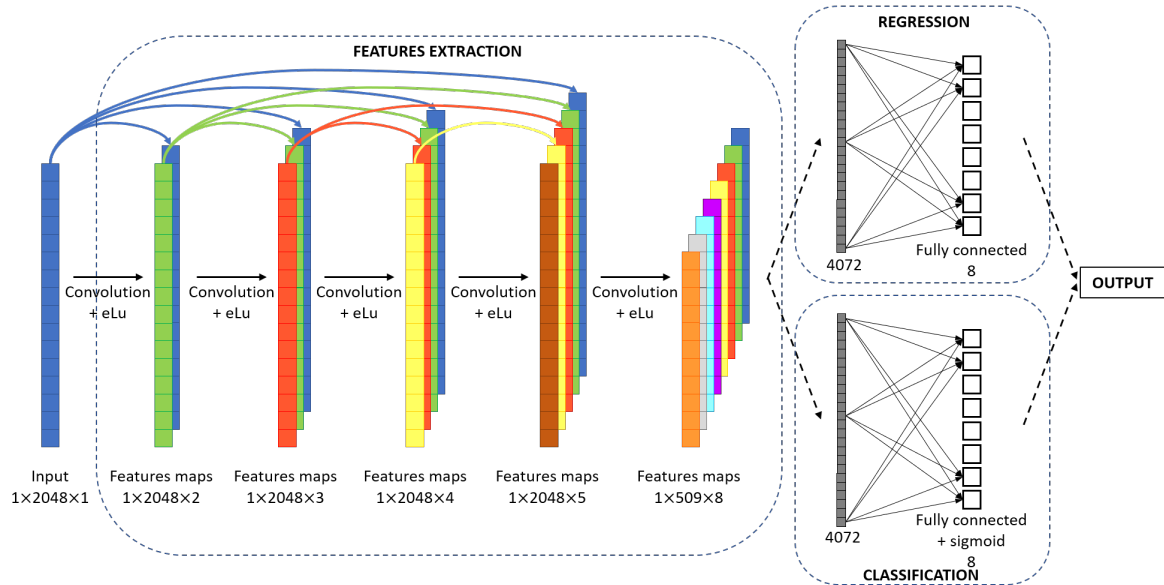 FEATURES EXTRACTION
Convolution
+ eLu
Convolution
+ eLu
Convolution
+ eLu
Convolution
+ eLu
Convolution
+ eLu
Input
1×2048×1
Features maps
1×2048×2
Features maps
1×2048×3
Features maps
1×2048×4
Features maps
1×2048×5
Features maps
1×509×8
REGRESSION
4072
Fully connected
8
4072
Fully connected
+ sigmoid
8
CLASSIFICATION
OUTPUT